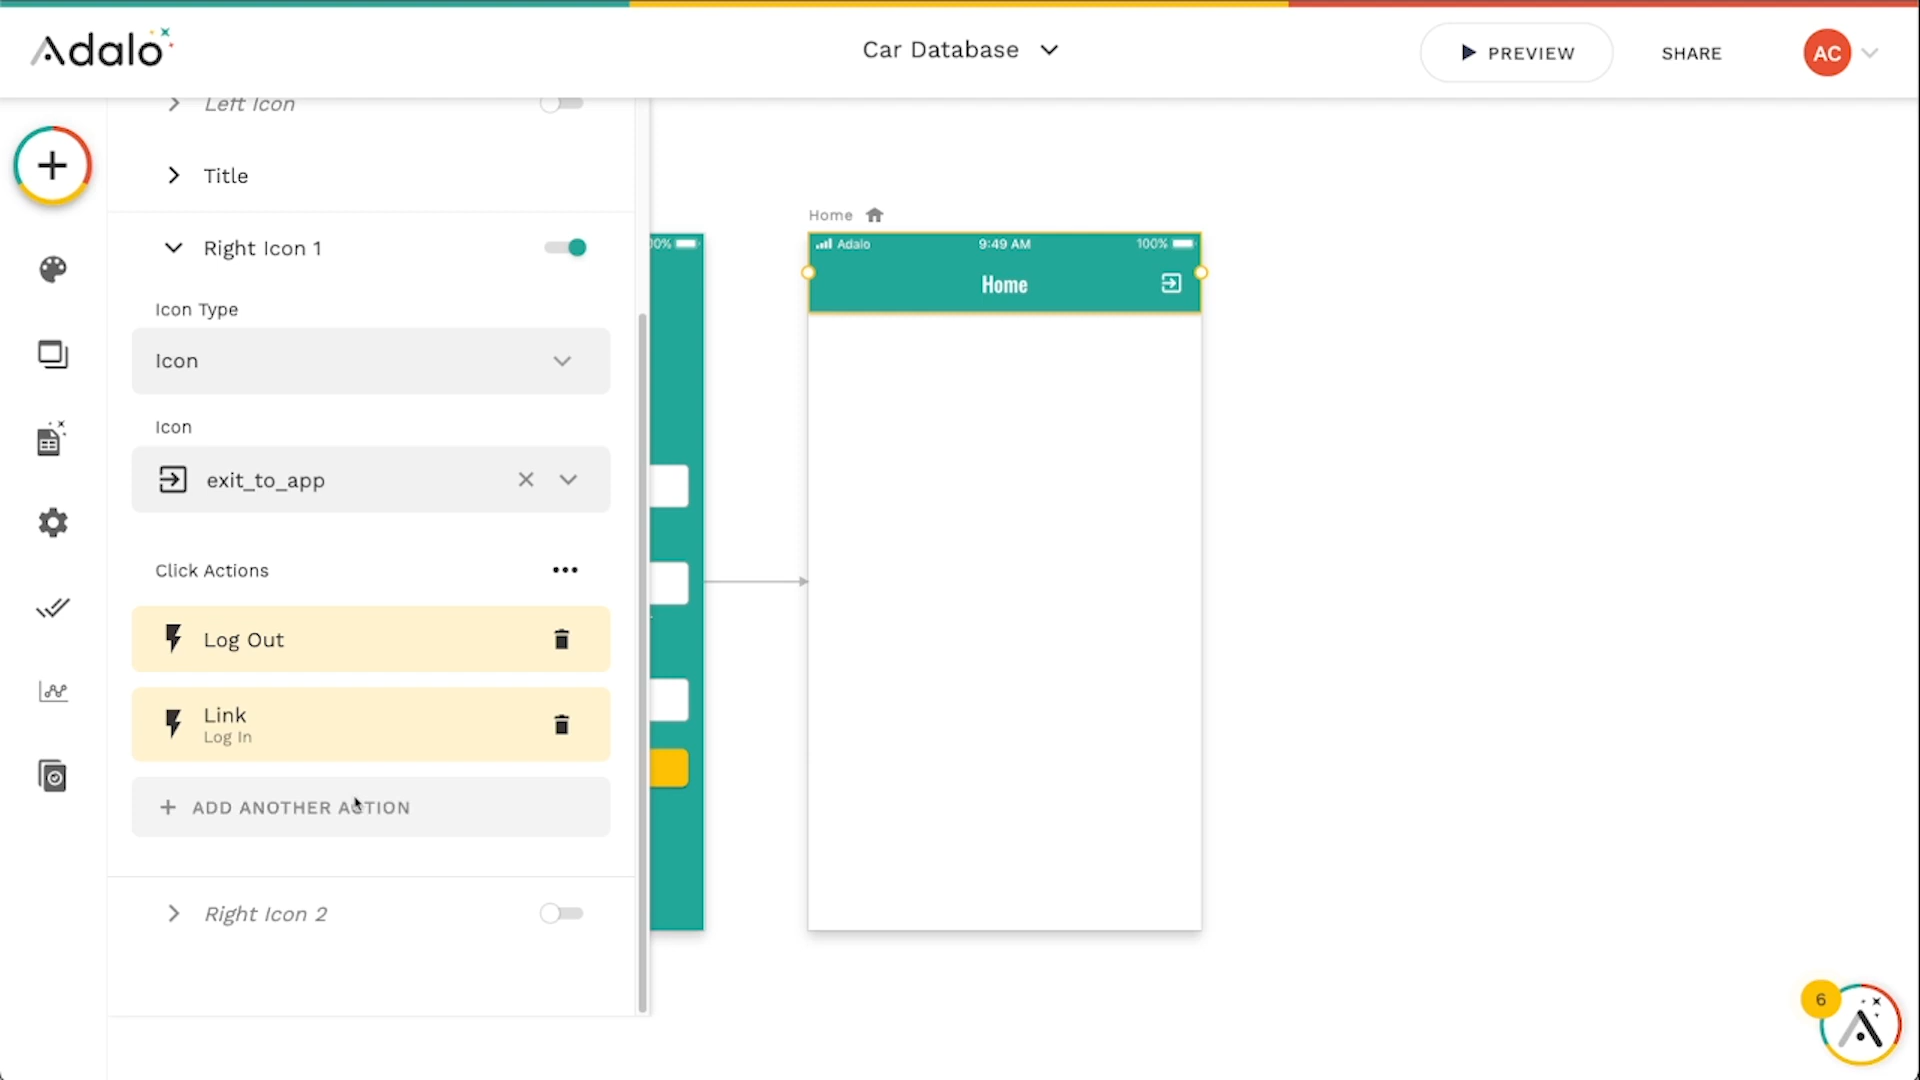 Adalo
Car Database
PREVIEW
SHARE
AC
Left Icon
Title
Right Icon 1
Icon Type
Icon
Icon
exit_to_app
Click Actions
Log Out
Link
Log In
ADD ANOTHER ACTION
Right Icon 2
00%
Home
Adalo
9:49 AM
100%
Home
6